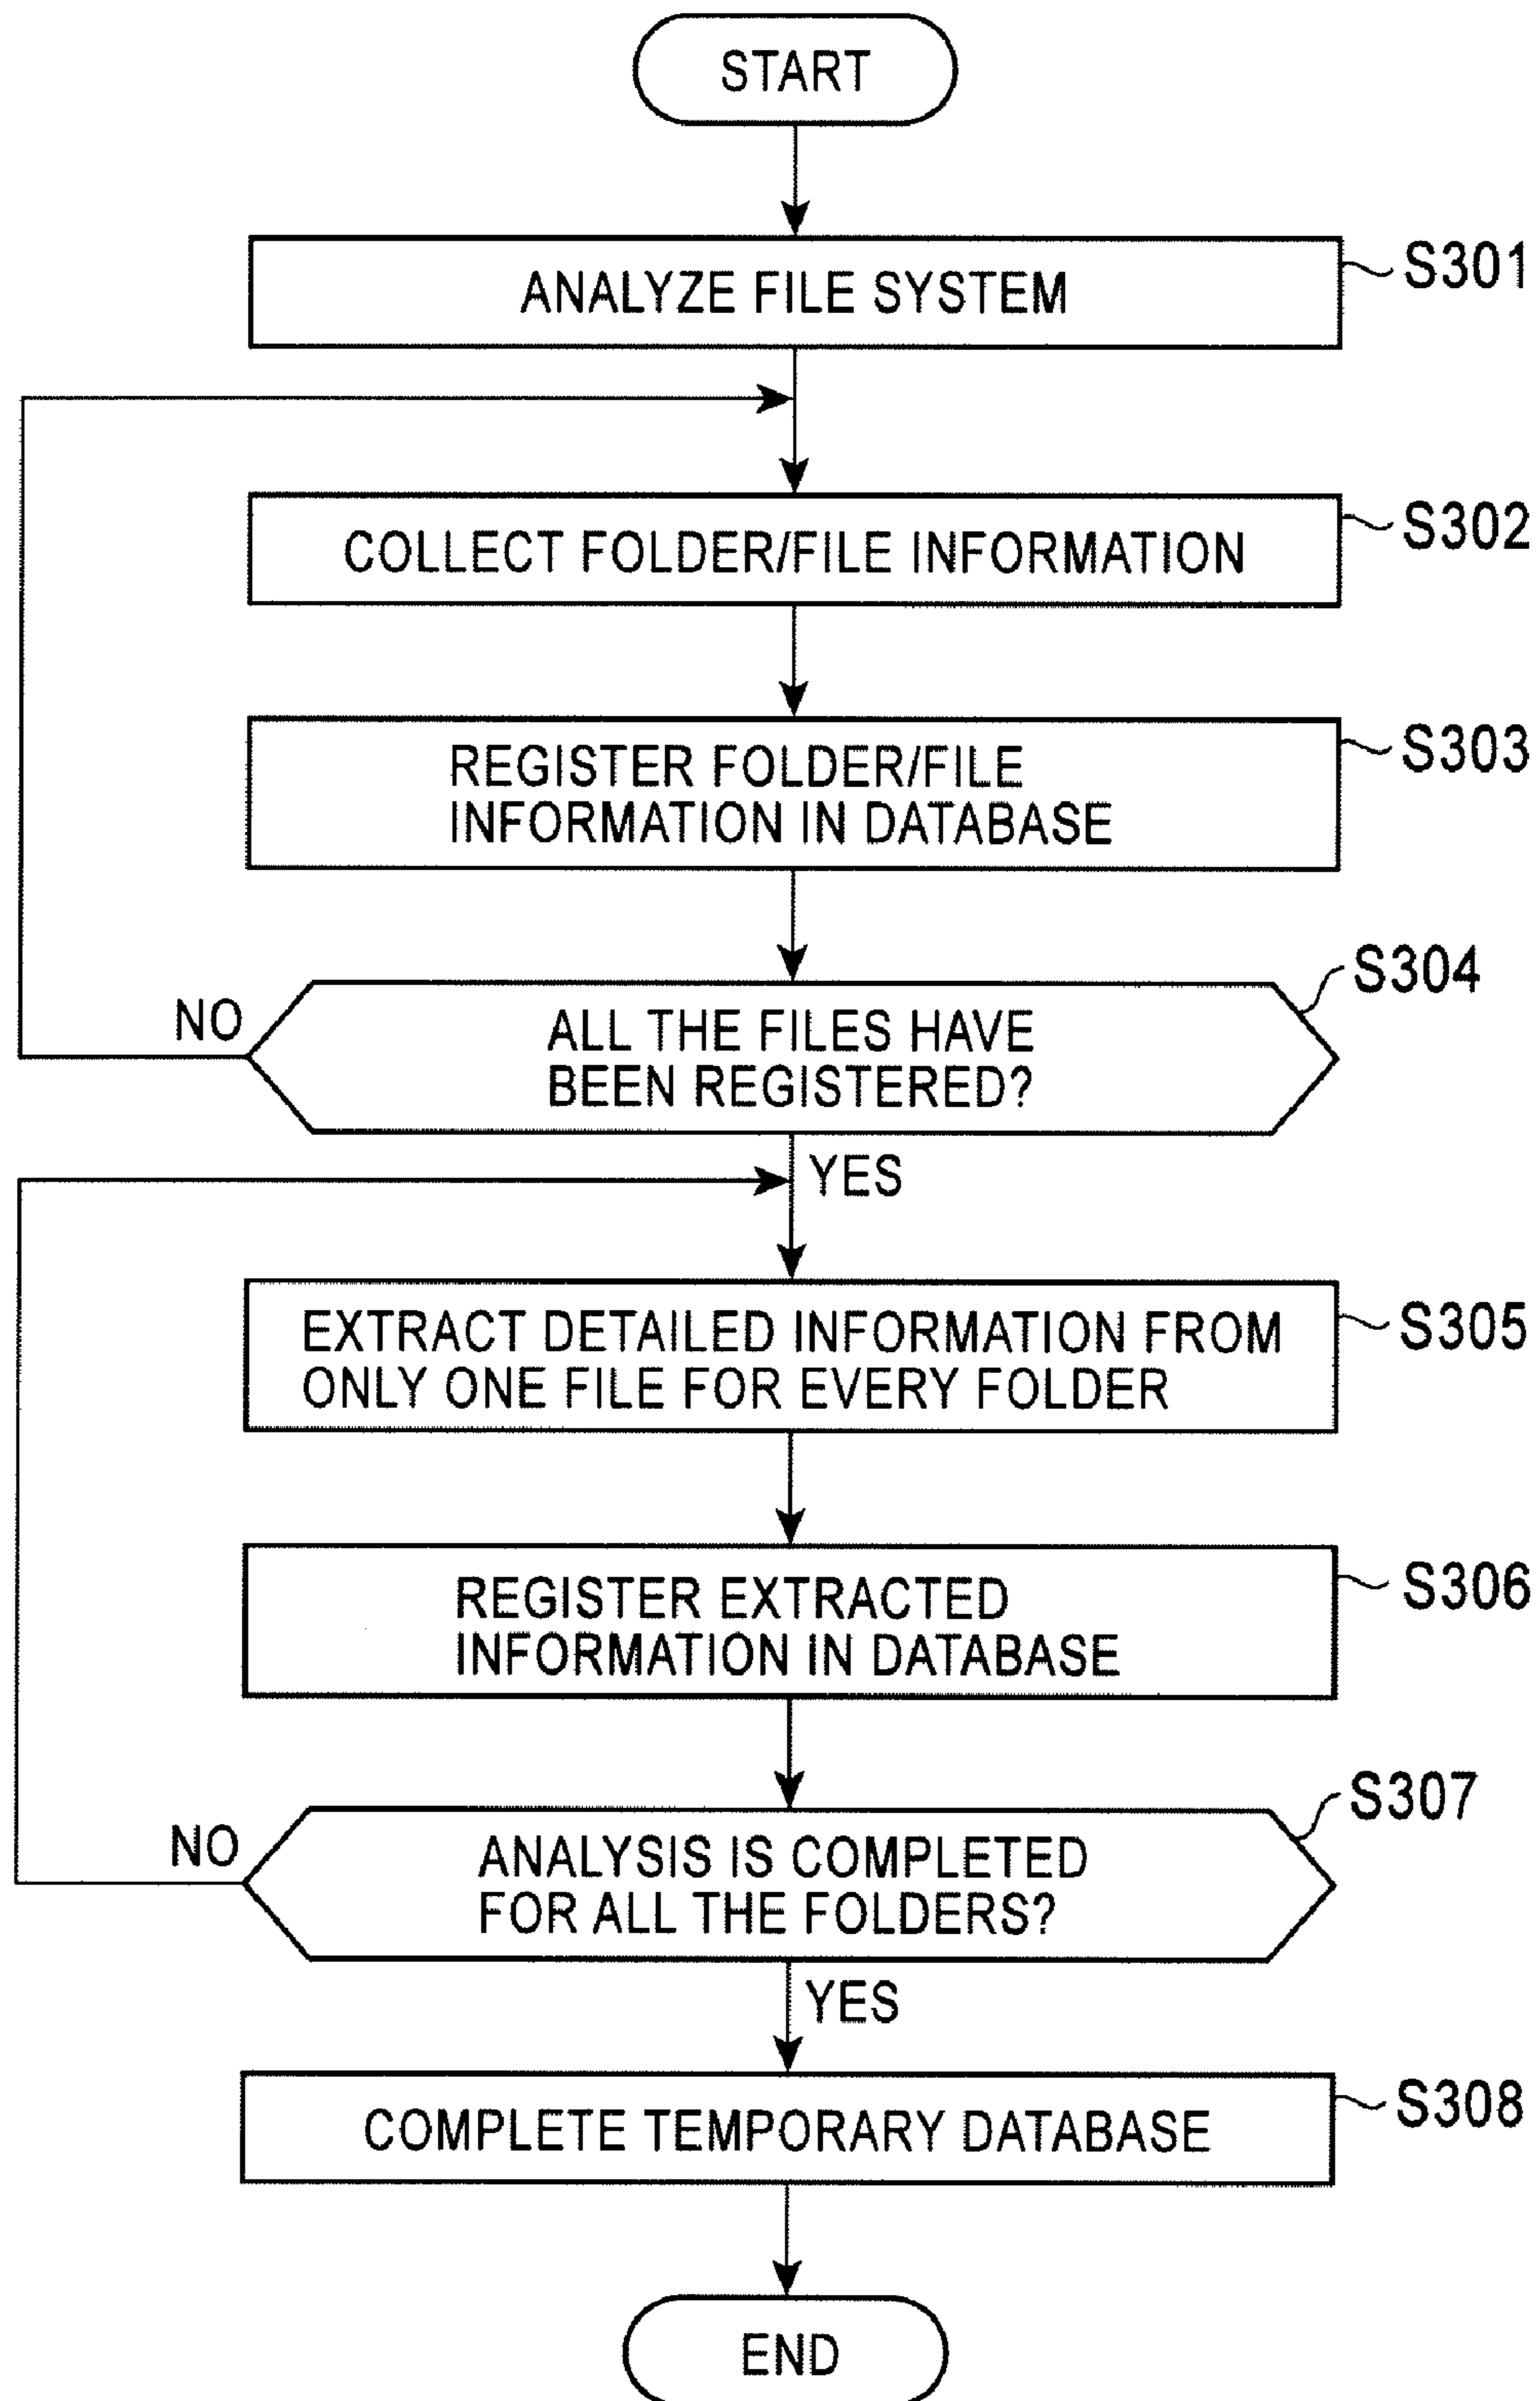 START
ANALYZE FILE SYSTEM
S301
COLLECT FOLDER/FILE INFORMATION
S302
REGISTER FOLDER/FILE
INFORMATION IN DATABASE
S303
ALL THE FILES HAVE
BEEN REGISTERED?
S304
NO
YES
EXTRACT DETAILED INFORMATION FROM
ONLY ONE FILE FOR EVERY FOLDER
S305
REGISTER EXTRACTED
INFORMATION IN DATABASE
S306
ANALYSIS IS COMPLETED
FOR ALL THE FOLDERS?
S307
NO
YES
COMPLETE TEMPORARY DATABASE
S308
END